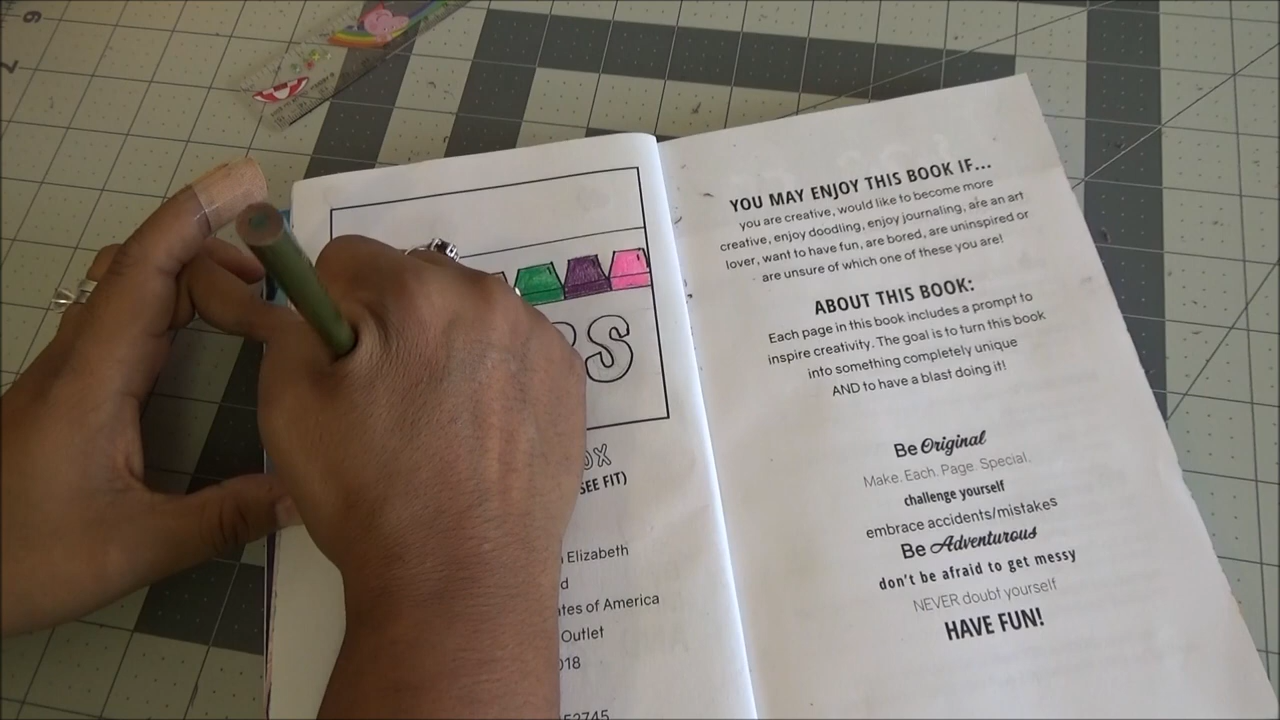 RS
OX
SEE FIT)
Elizabeth
d
tes of America
Outlet
018
52745
YOU MAY ENJOY THIS BOOK IF...
you are creative, would like to become more
creative, enjoy doodling, enjoy journaling, are an art
lover, want to have fun, are bored, are uninspired or
are unsure of which one of these you are!
ABOUT THIS BOOK:
Each page in this book includes a prompt to
inspire creativity. The goal is to turn this book
into something completely unique
AND to have a blast doing it!
Be Original
Make. Each. Page. Special.
challenge yourself
embrace accidents/mistakes
Be Adventurous
don't be afraid to get messy
NEVER doubt yourself
HAVE FUN!